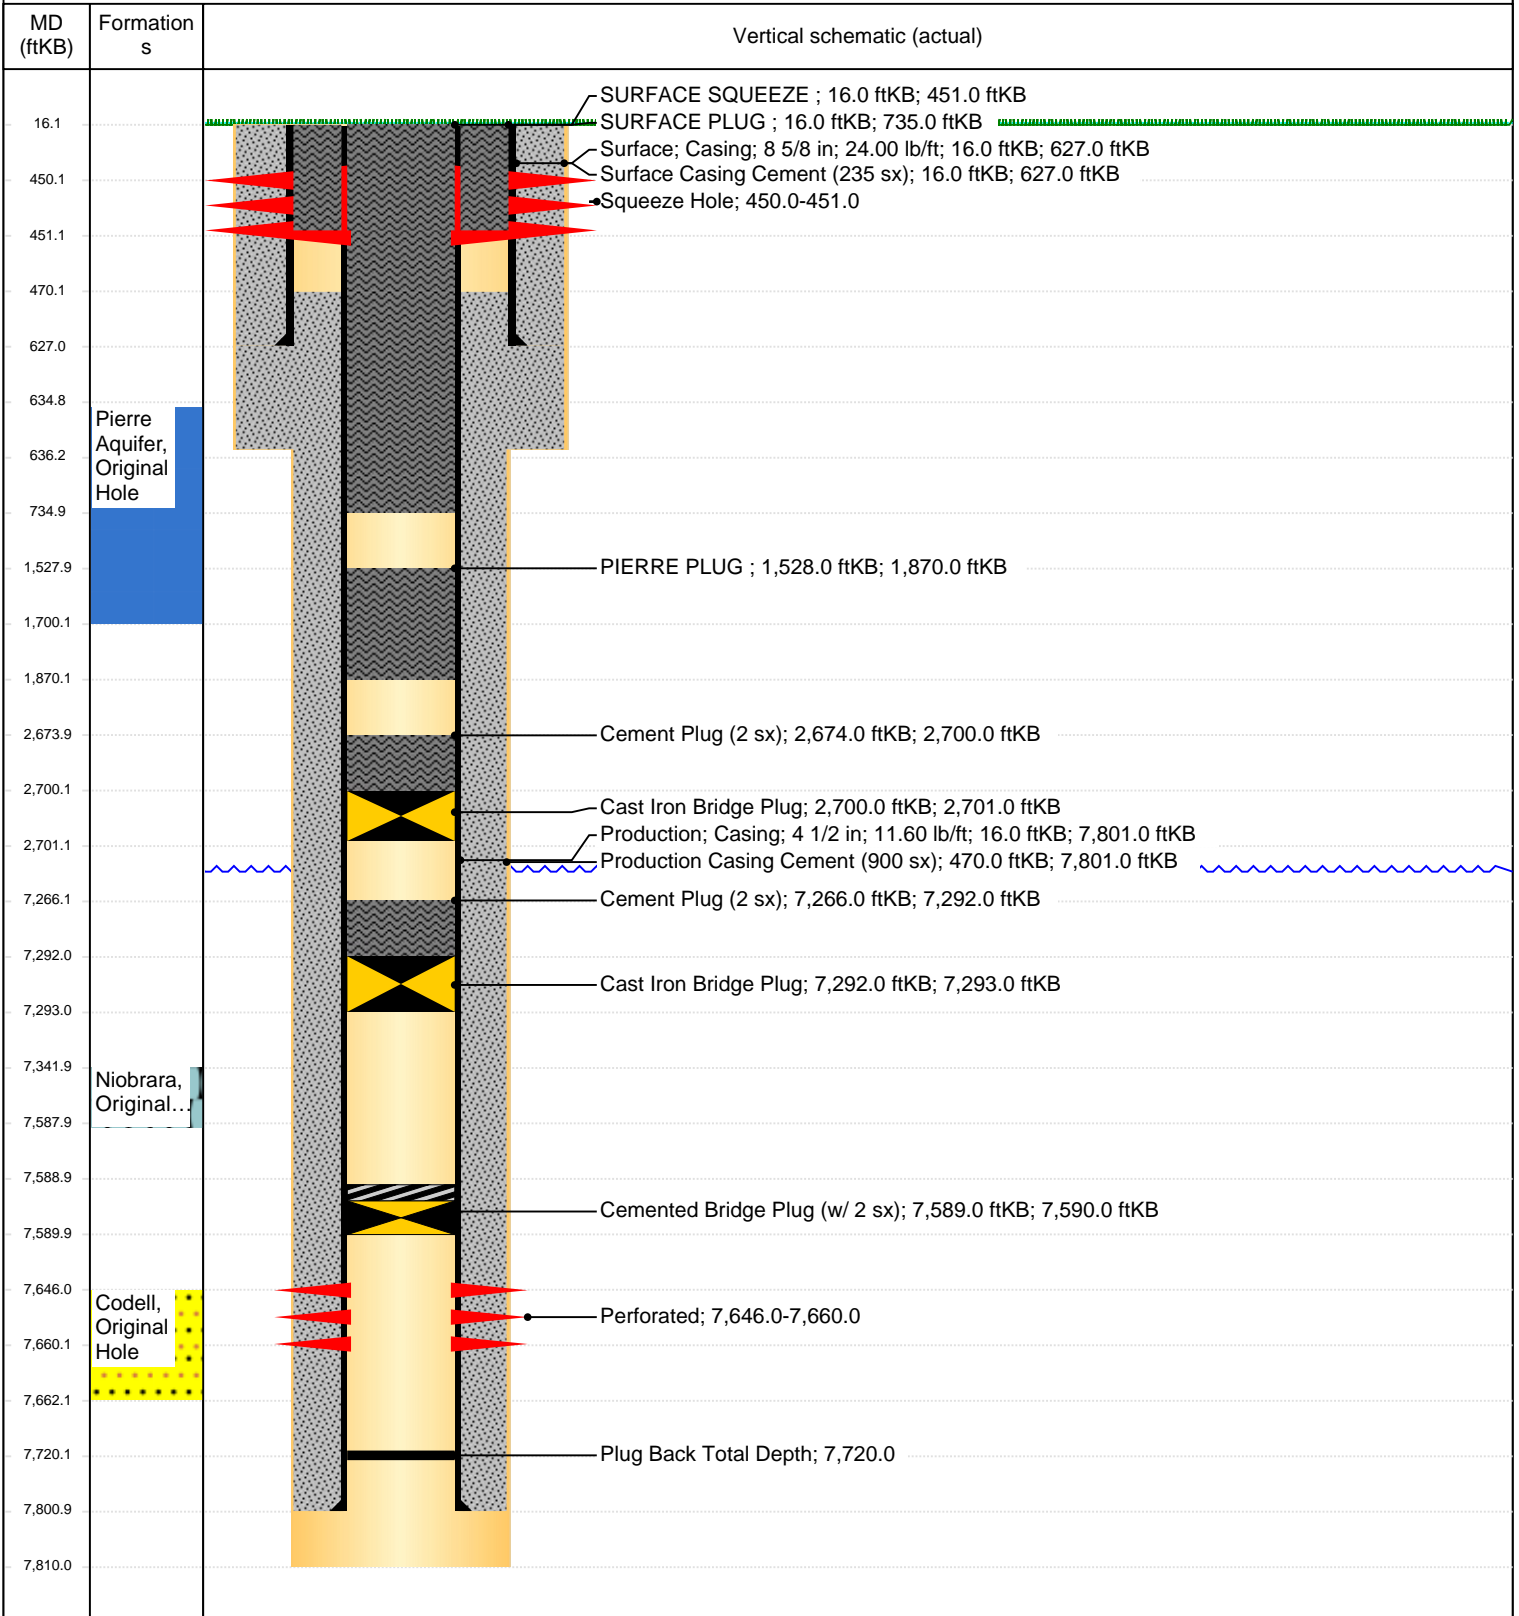 MD
(ftKB)
Formation
s
Vertical schematic (actual)
SURFACE SQUEEZE ; 16.0 ftKB; 451.0 ftKB
16.1
SURFACE PLUG ; 16.0 ftKB; 735.0 ftKB
Surface; Casing; 8 5/8 in; 24.00 lb/ft; 16.0 ftKB; 627.0 ftKB
450.1
Surface Casing Cement (235 sx); 16.0 ftKB; 627.0 ftKB
Squeeze Hole; 450.0-451.0
451.1
470.1
627.0
634.8
Pierre
Aquifer,
Original
Hole
636.2
734.9
1,527.9
PIERRE PLUG ; 1,528.0 ftKB; 1,870.0 ftKB
1,700.1
1,870.1
2,673.9
Cement Plug (2 sx); 2,674.0 ftKB; 2,700.0 ftKB
2,700.1
Cast Iron Bridge Plug; 2,700.0 ftKB; 2,701.0 ftKB
Production; Casing; 4 1/2 in; 11.60 lb/ft; 16.0 ftKB; 7,801.0 ftKB
2,701.1
Production Casing Cement (900 sx); 470.0 ftKB; 7,801.0 ftKB
7,266.1
Cement Plug (2 sx); 7,266.0 ftKB; 7,292.0 ftKB
7,292.0
Cast Iron Bridge Plug; 7,292.0 ftKB; 7,293.0 ftKB
7,293.0
7,341.9
Niobrara,
Original…
7,587.9
7,588.9
Cemented Bridge Plug (w/ 2 sx); 7,589.0 ftKB; 7,590.0 ftKB
7,589.9
7,646.0
Codell,
Original
Hole
Perforated; 7,646.0-7,660.0
7,660.1
7,662.1
7,720.1
Plug Back Total Depth; 7,720.0
7,800.9
7,810.0